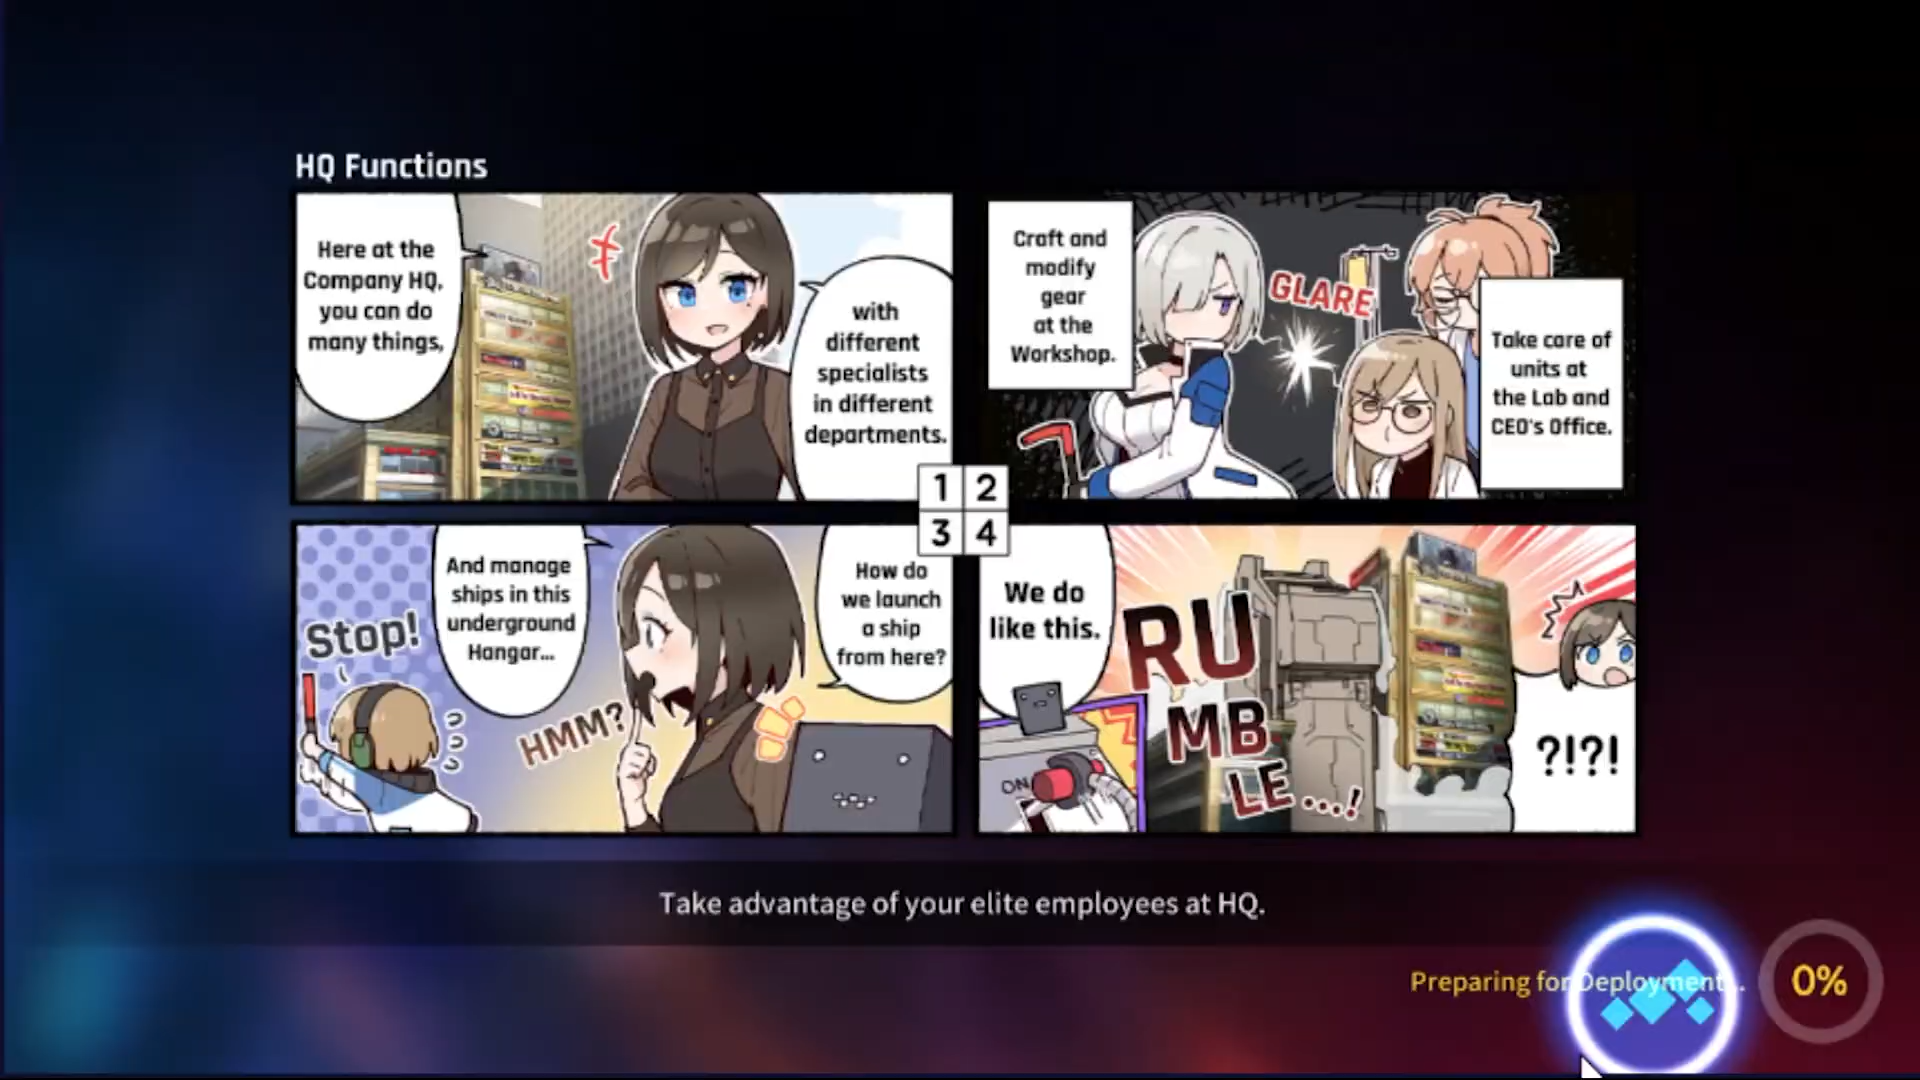 HQ Functions
Here at the
Company HQ,
you can do
many things,
with
different
specialists
in different
departments.
Craft and
modify
gear
at the
Workshop.
GLARE
Take care of
units at
the Lab and
CEO's Office.
1 2
3 4
Stop!
And manage
ships in this
underground
Hangar...
HMM?
How do
we launch
a ship
from here?
We do
like this.
ON
RU
MB
LE...!
?!?!
Take advantage of your elite employees at HQ.
Preparing for Deployment...
0%